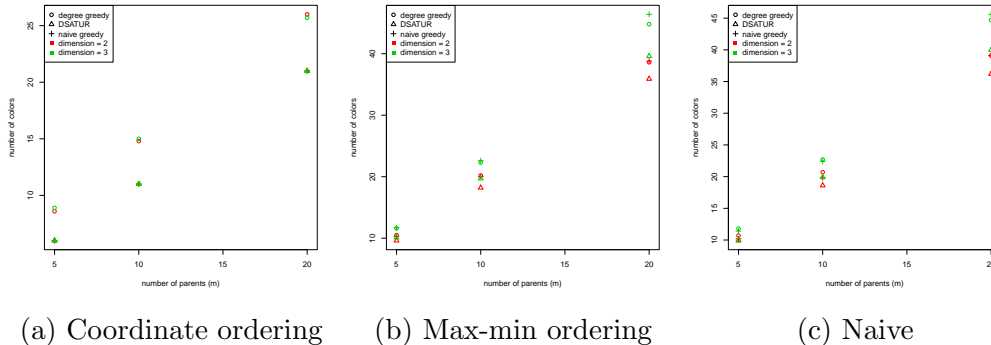 degree greedy
DSATUR
naive greedy
dimension = 2
dimension = 3
number of colors
25
20
15
10
5
10
15
20
number of parents (m)
(a) Coordinate ordering
degree greedy
DSATUR
naive greedy
dimension = 2
dimension = 3
number of colors
40
30
20
10
5
10
15
20
number of parents (m)
(b) Max-min ordering
degree greedy
DSATUR
naive greedy
dimension = 2
dimension = 3
number of colors
45
40
35
30
25
20
15
10
5
10
15
20
number of parents (m)
(c) Naive